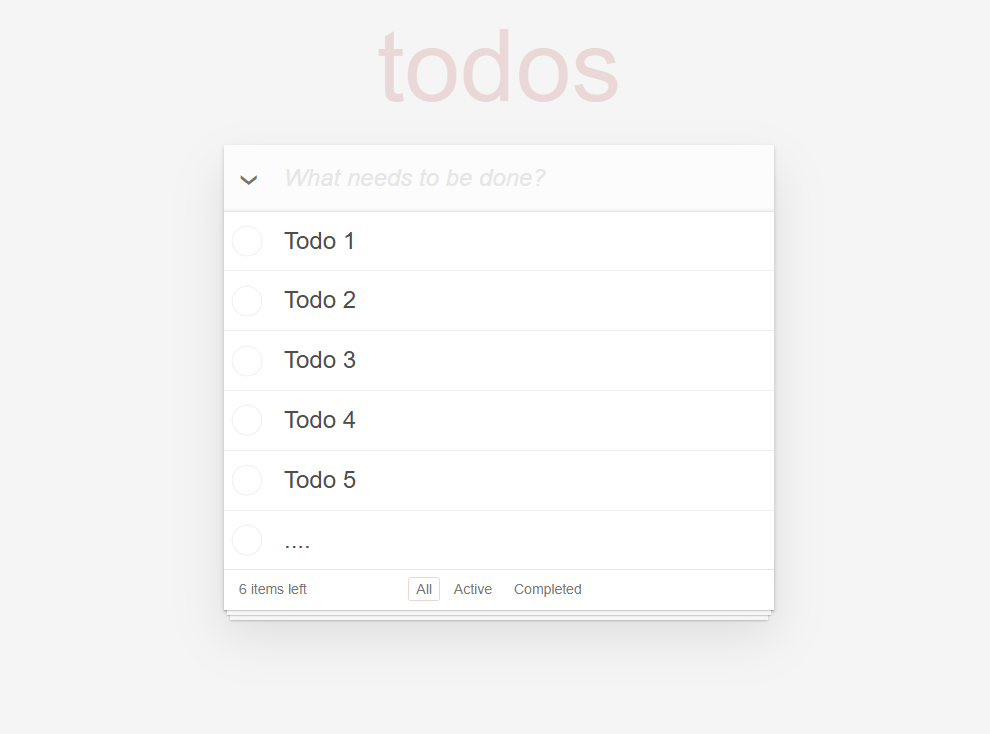 todos
What needs to be done?
Todo 1
Todo 2
Todo 3
Todo 4
Todo 5
....
6 items left All Active Completed